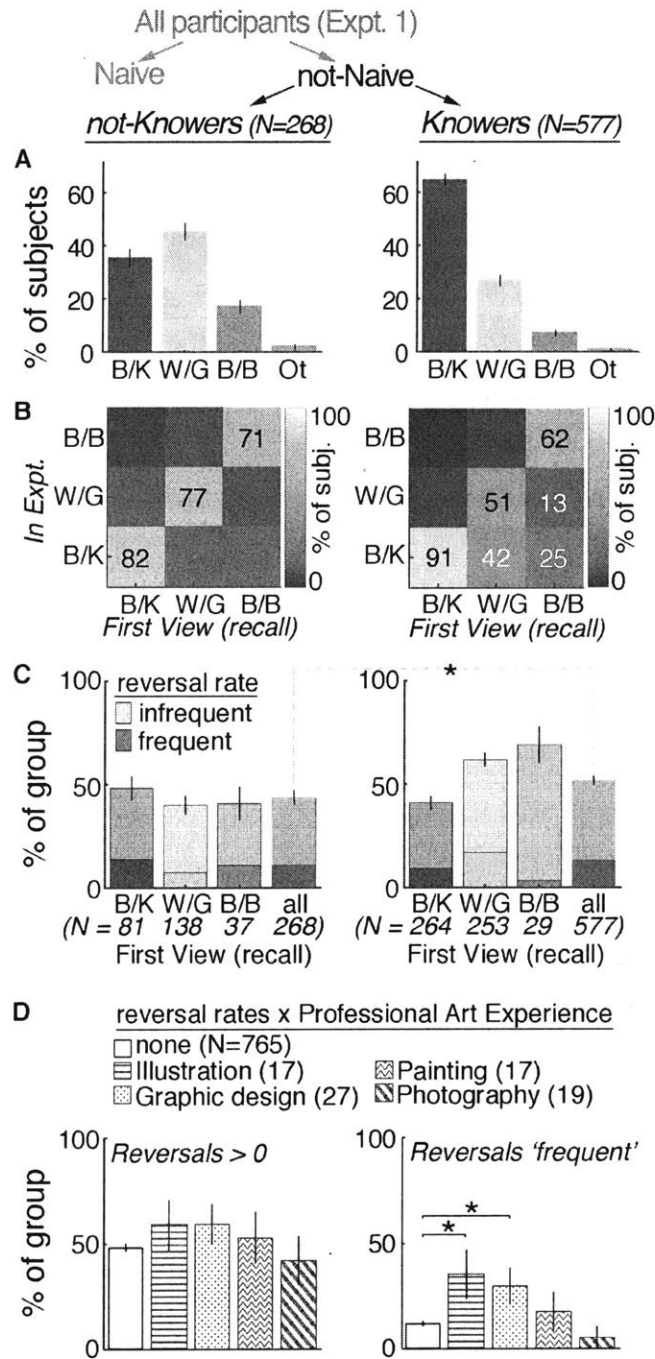 All participants (Expt. 1)
Naive not-Naive
not-Knowers (N=268) Knowers (N=577)
A
% of subjects
60
40
20
0
B/K W/G B/B Ot
60
40
20
0
B/K W/G B/B Ot
B
In Expt.
B/B
W/G
B/K
71
77
82
B/K W/G B/B
First View (recall)
100
% of subj.
0
62
51 13
91 42 25
B/K W/G B/B
First View (recall)
100
% of subj.
0
C
% of group
100
50
0
reversal rate
infrequent
frequent
B/K W/G B/B all
(N = 81 138 37 268)
First View (recall)
*
100
50
0
B/K W/G B/B all
(N = 264 253 29 577)
First View (recall)
D
reversal rates x Professional Art Experience
none (N=765)
Illustration (17) Painting (17)
Graphic design (27) Photography (19)
% of group
100
50
0
Reversals > 0
100
50
0
Reversals 'frequent'
*
*